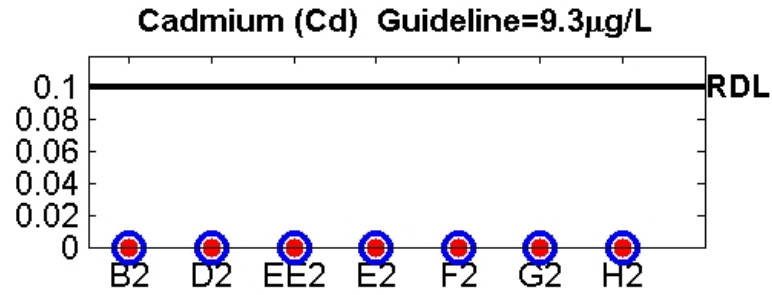 Cadmium (Cd)  Guideline=9.3μg/L
0.1
RDL
0.08
0.06
0.04
0.02
0
B2 D2 EE2 E2 F2 G2 H2